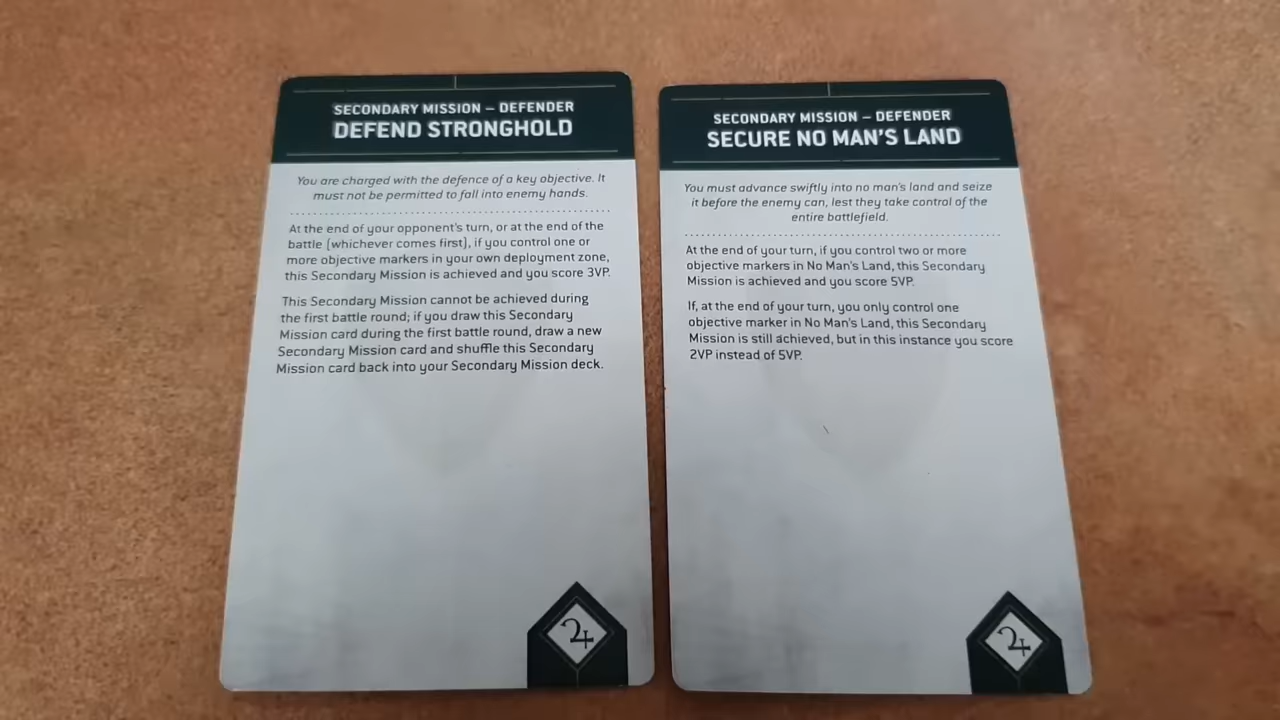 SECONDARY MISSION – DEFENDER
DEFEND STRONGHOLD
You are charged with the defence of a key objective. It
must not be permitted to fall into enemy hands.
At the end of your opponent's turn, or at the end of the
battle (whichever comes first), if you control one or
more objective markers in your own deployment zone,
this Secondary Mission is achieved and you score 3VP.
This Secondary Mission cannot be achieved during
the first battle round; if you draw this Secondary
Mission card during the first battle round, draw a new
Secondary Mission card and shuffle this Secondary
Mission card back into your Secondary Mission deck.
SECONDARY MISSION – DEFENDER
SECURE NO MAN'S LAND
You must advance swiftly into no man's land and seize
it before the enemy can, lest they take control of the
entire battlefield.
At the end of your turn, if you control two or more
objective markers in No Man's Land, this Secondary
Mission is achieved and you score 5VP.
If, at the end of your turn, you only control one
objective marker in No Man's Land, this Secondary
Mission is still achieved, but in this instance you score
2VP instead of 5VP.